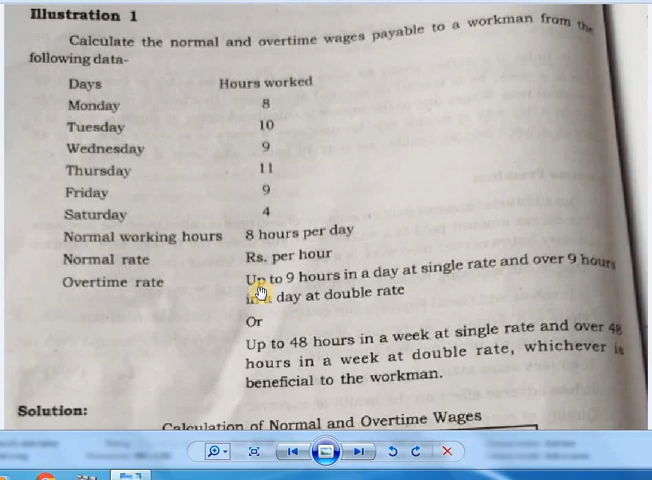 Illustration 1
Calculate the normal and overtime wages payable to a workman from the
following data-
Days Hours worked
Monday 8
Tuesday 10
Wednesday 9
Thursday 11
Friday 9
Saturday 4
Normal working hours 8 hours per day
Normal rate Rs. per hour
Overtime rate Up to 9 hours in a day at single rate and over 9 hours
in a day at double rate
Or
Up to 48 hours in a week at single rate and over 48
hours in a week at double rate, whichever is
beneficial to the workman.
Solution:
Calculation of Normal and Overtime Wages